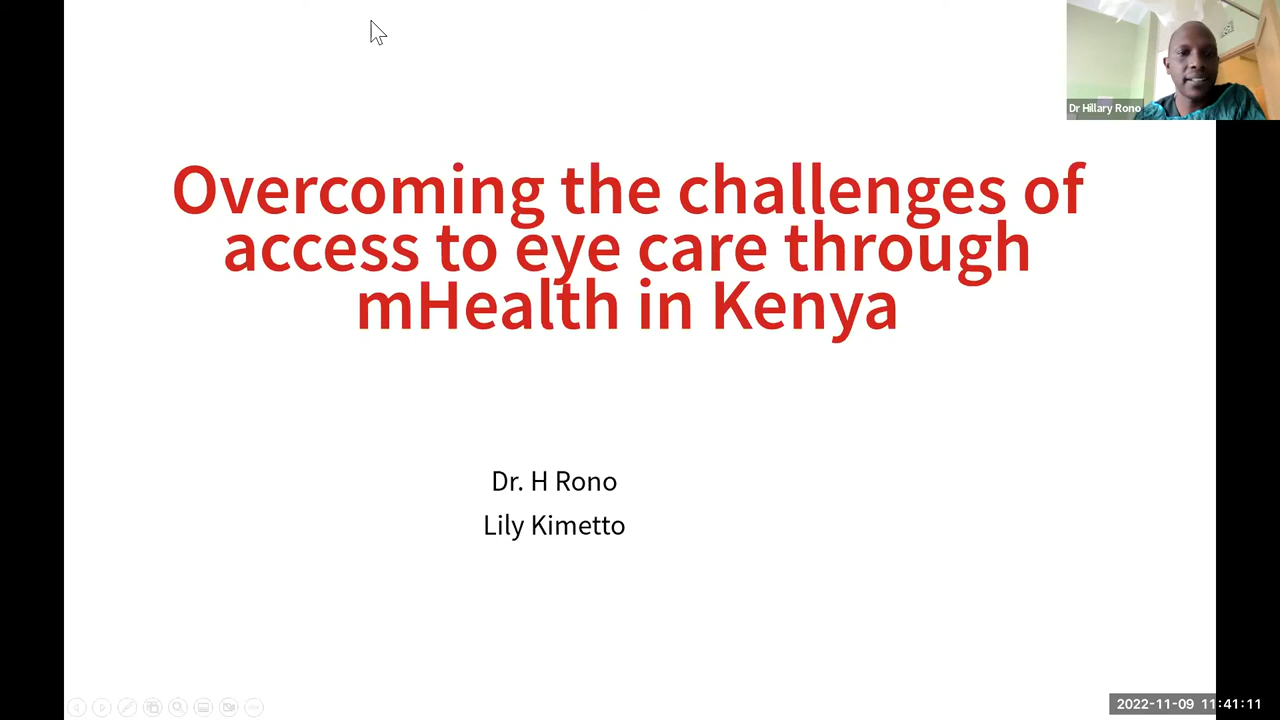 Dr Hillary Rono
Overcoming the challenges of
access to eye care through
mHealth in Kenya
Dr. H Rono
Lily Kimetto
2022-11-09 11:41:11